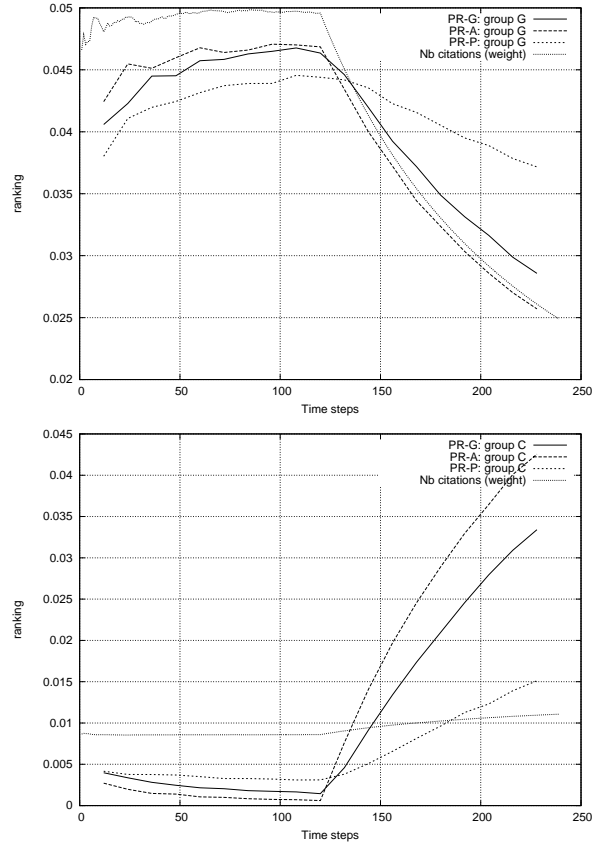 0.05
0.045
0.04
0.035
0.03
0.025
0.02
ranking
0 50 100 150 200 250
Time steps
PR-G: group G
PR-A: group G
PR-P: group G
Nb citations (weight)
0.045
0.04
0.035
0.03
0.025
0.02
0.015
0.01
0.005
0
ranking
0 50 100 150 200 250
Time steps
PR-G: group C
PR-A: group C
PR-P: group C
Nb citations (weight)